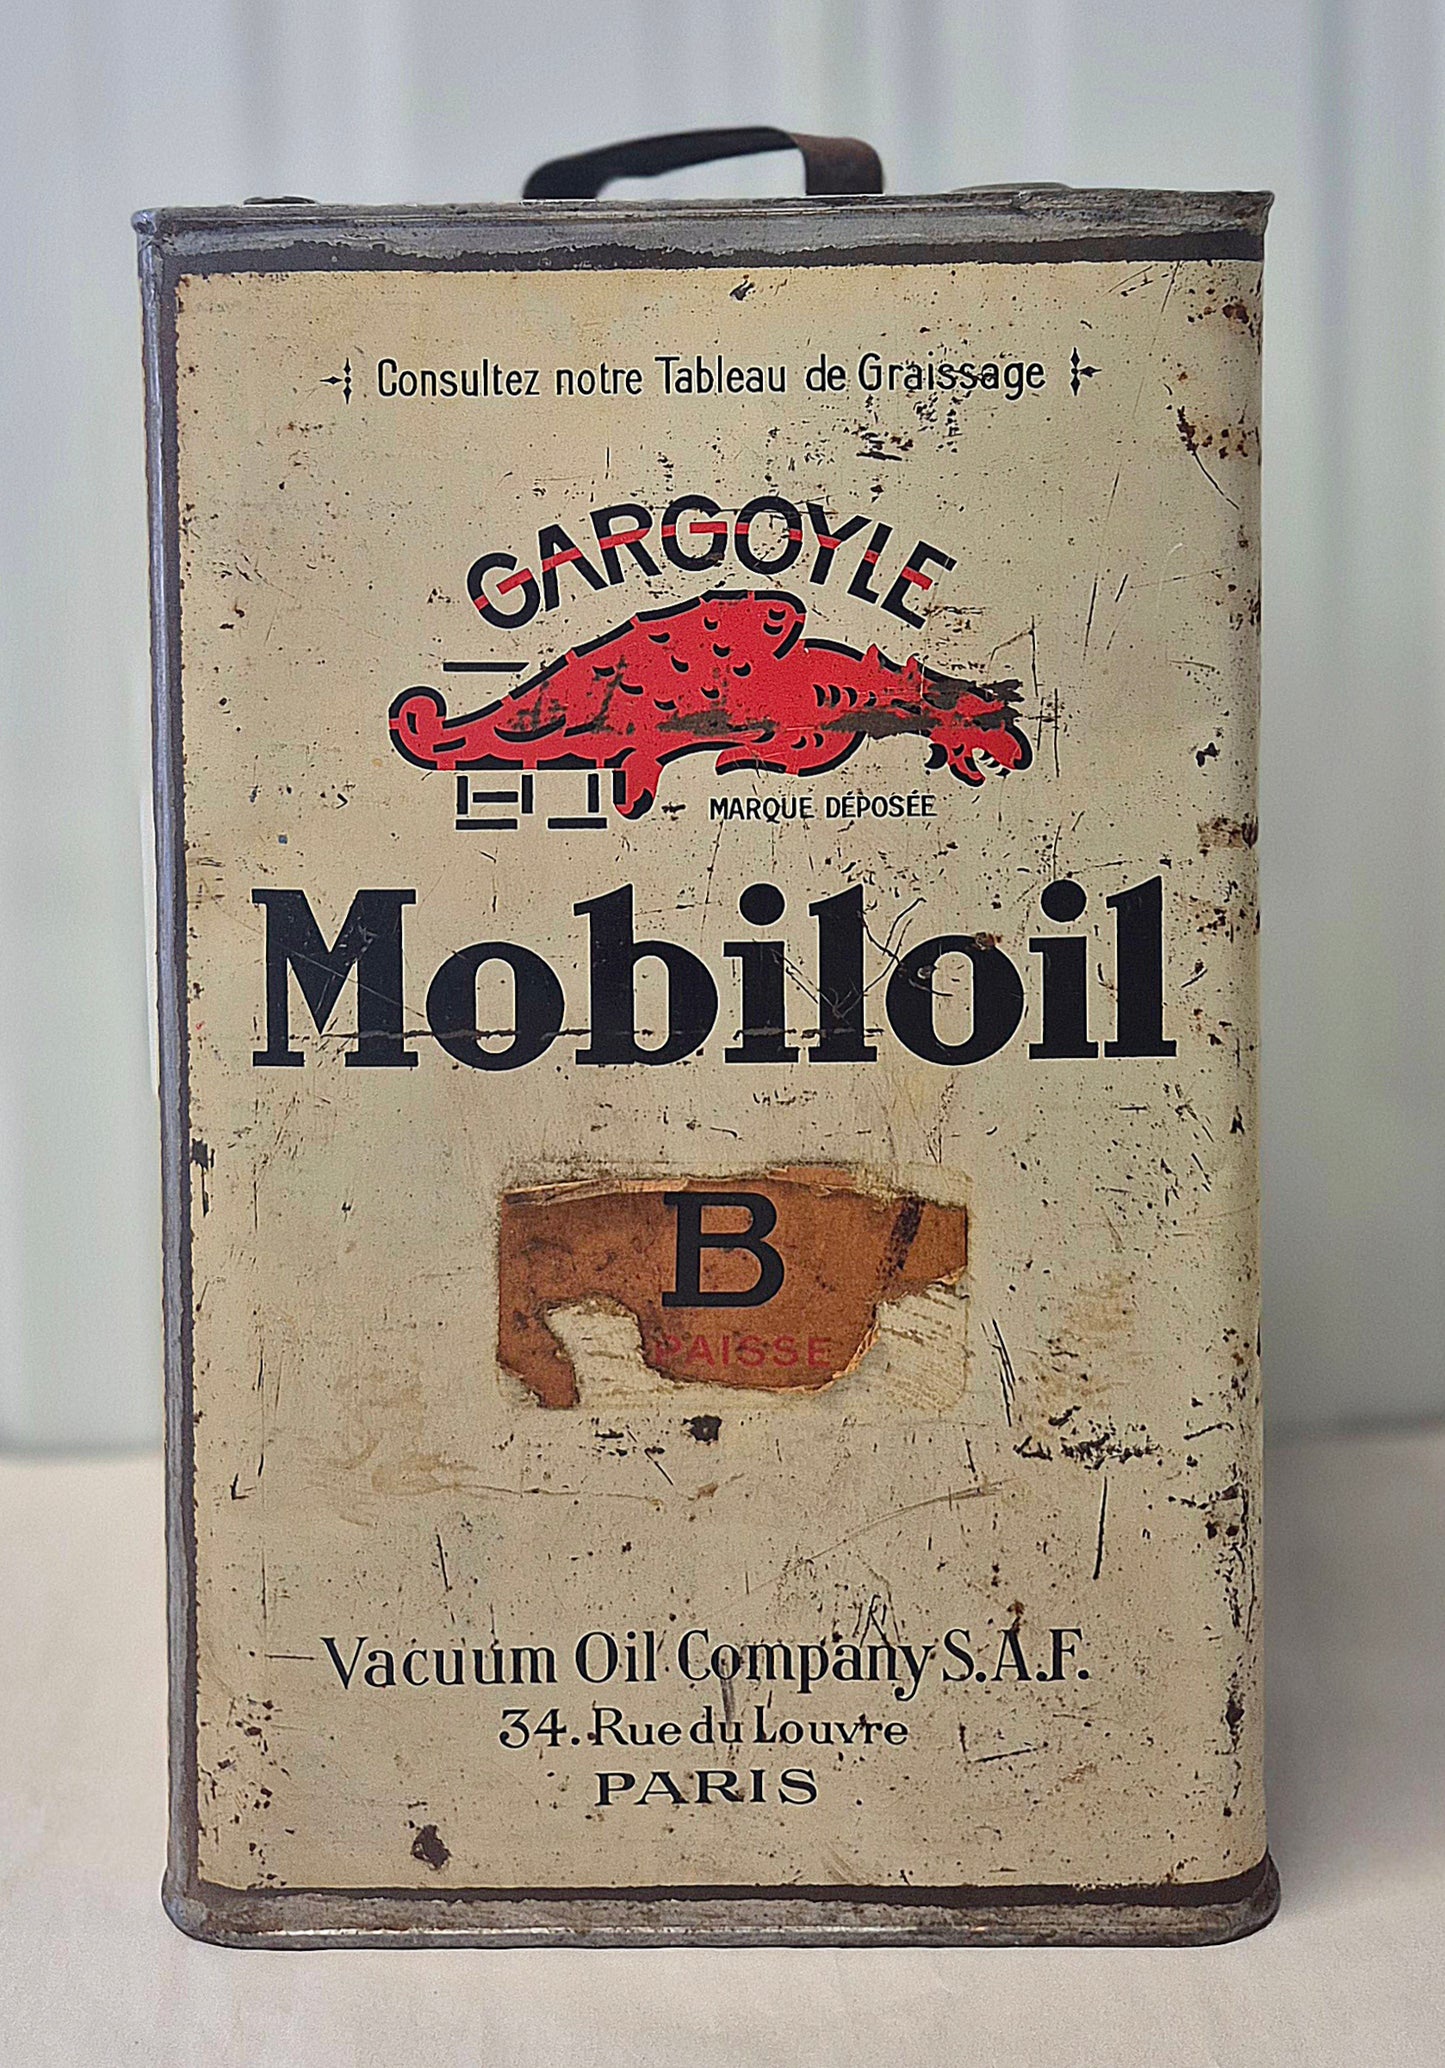 Consultez notre Tableau de Graissage
GARGOYLE
MARQUE DÉPOSÉE
Mobiloil
B
PAISSE
Vacuum Oil Company S.A.F.
34. Rue du Louvre
PARIS